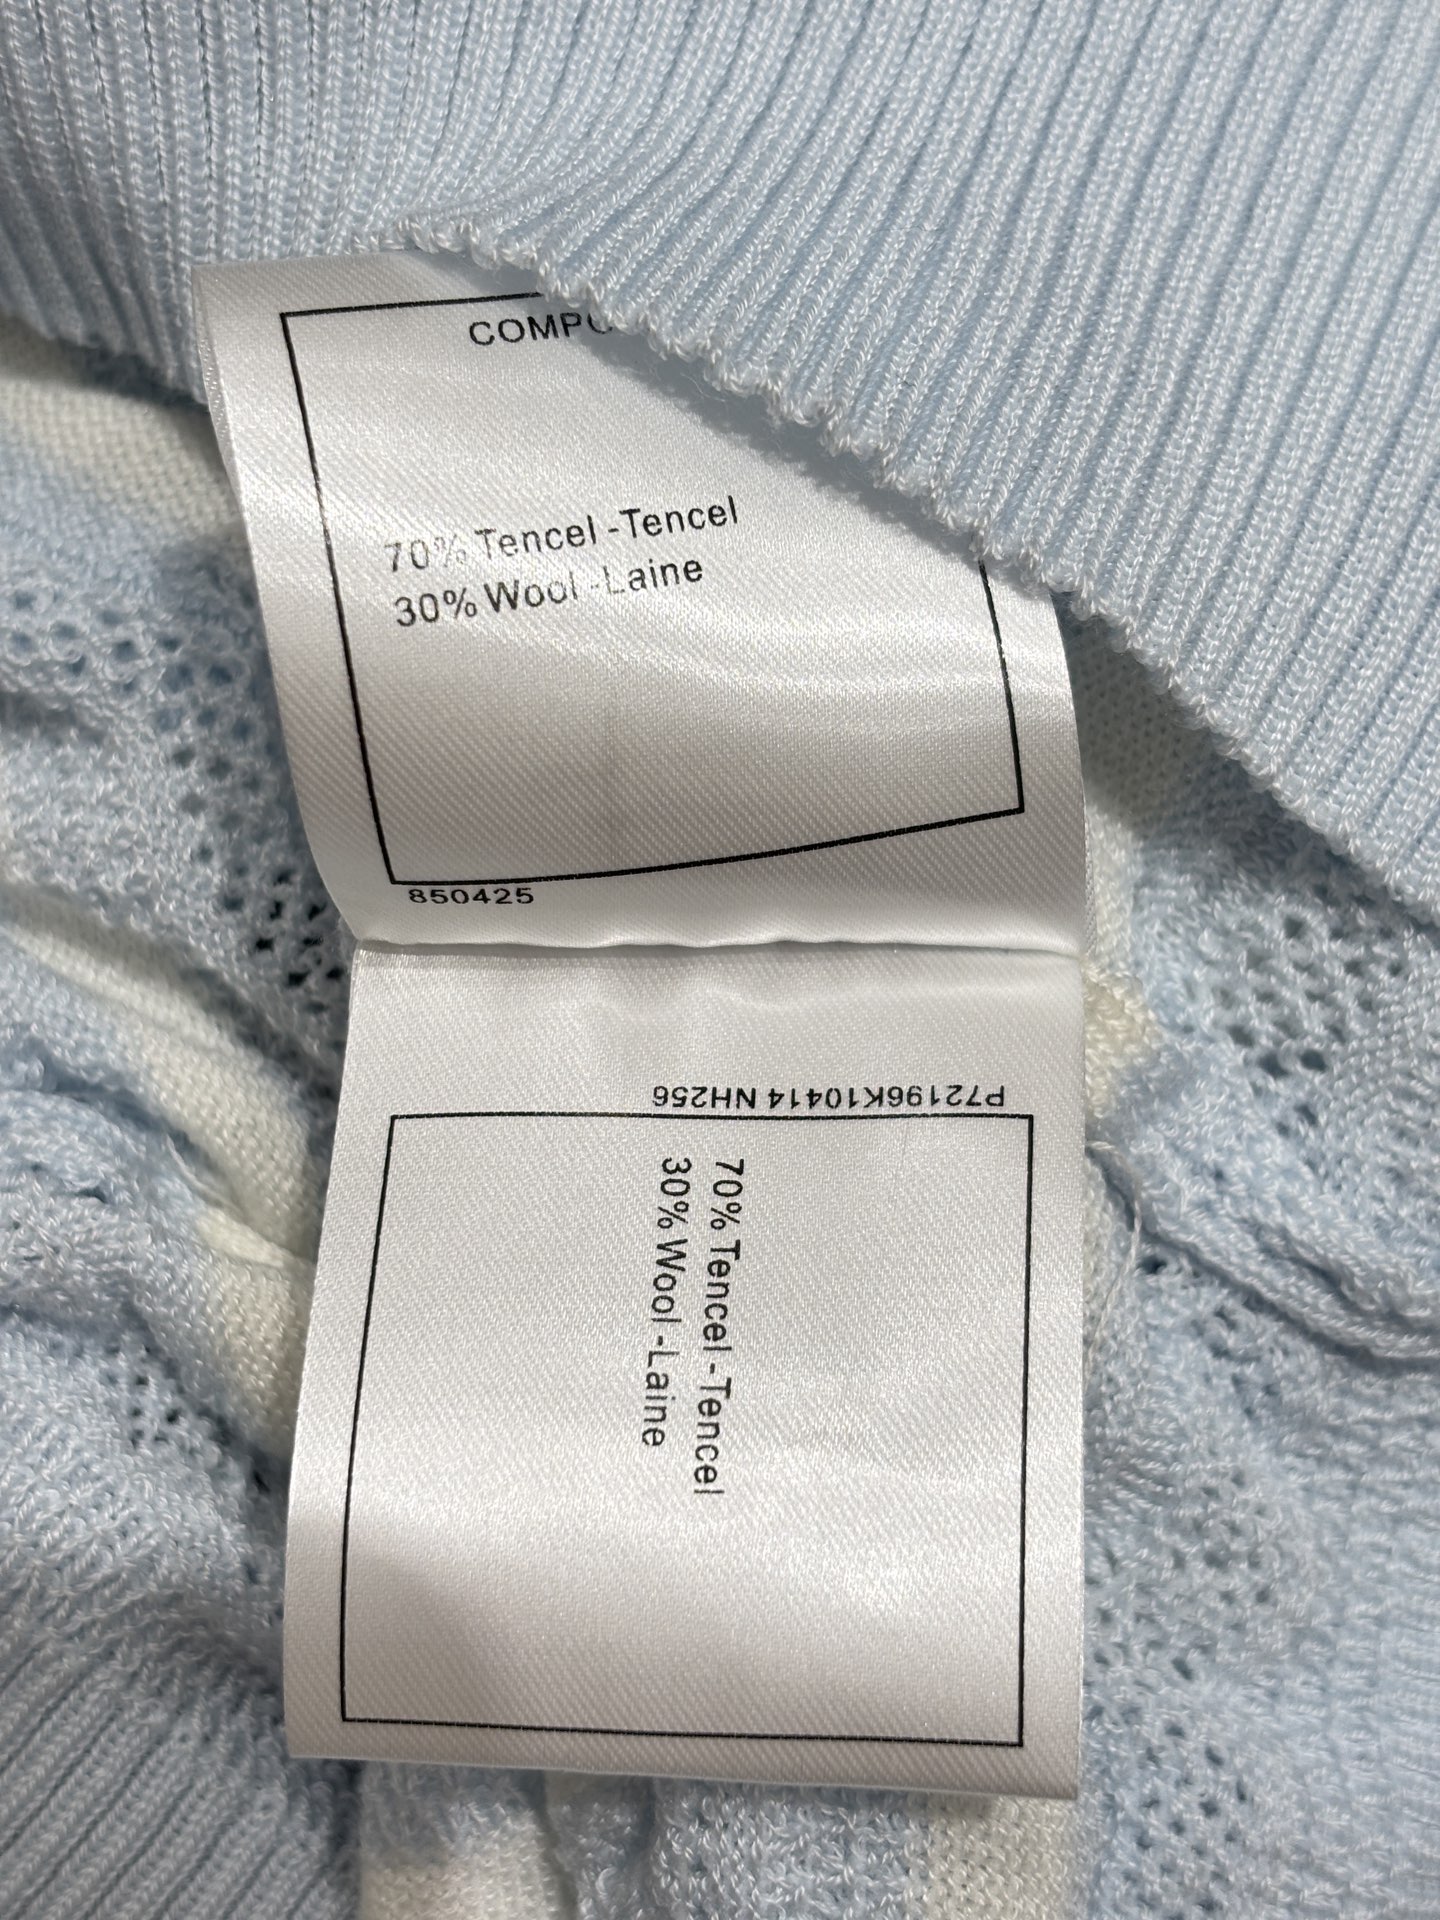 COMPO
70% Tencel -Tencel
30% Wool -Laine
850425
P72196K10414 NH256
70% Tencel -Tencel
30% Wool -Laine